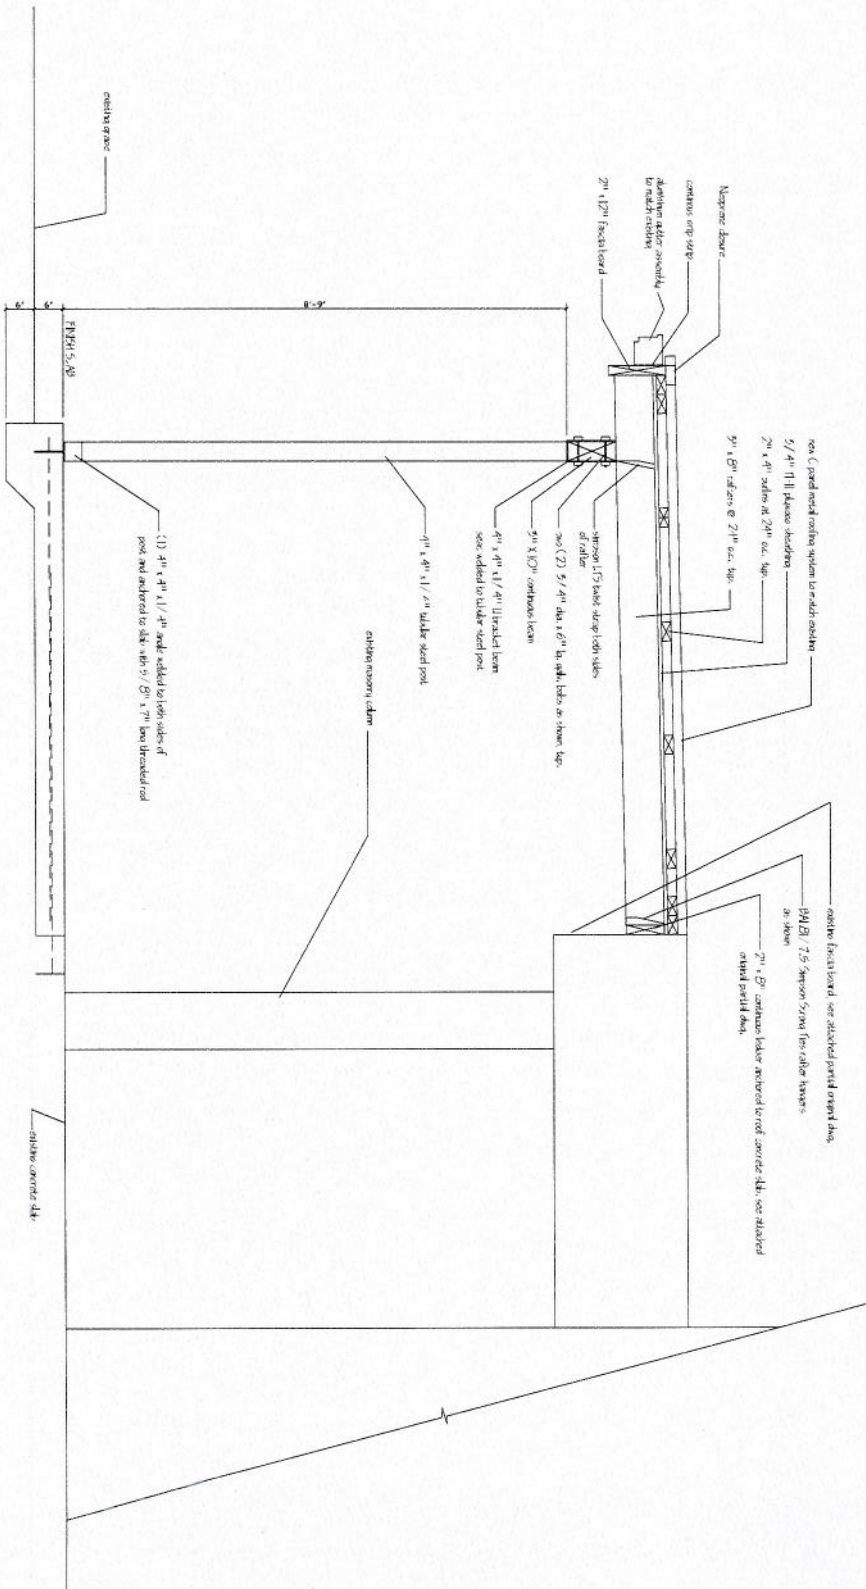 existing grade
Neoprene closure
continuous drip strip
aluminum gutter assembly
to match existing
2" x 12" fascia board
6"
6"
FINISH SLAB
8'-9"
new C-panel metal roofing system to match existing
3/4" T1-11 plywood sheathing
2" x 4" purlins at 24" o.c. typ.
3" x 8" rafters @ 24" o.c. typ.
simpson LTS twist strap both sides
of rafter
two (2) 3/4" dia. x 6" lg. galv. bolts as shown, typ.
3" x 10" continuous beam
4" x 4" x 1/4" U bracket beam
seat, welded to tubular steel post
4" x 4" x 1/4" tubular steel post
(1) 4" x 4" x 1/4" angle welded to both sides of
post and anchored to slab with 5/8" x 7" long threaded rod
existing masonry column
existing fascia board, see attached partial original dwg.
Simpson Strong Ties rafter hangers
as shown
2" x 8" continuous ledger anchored to roof concrete slab, see attached
original partial dwg.
existing concrete slab